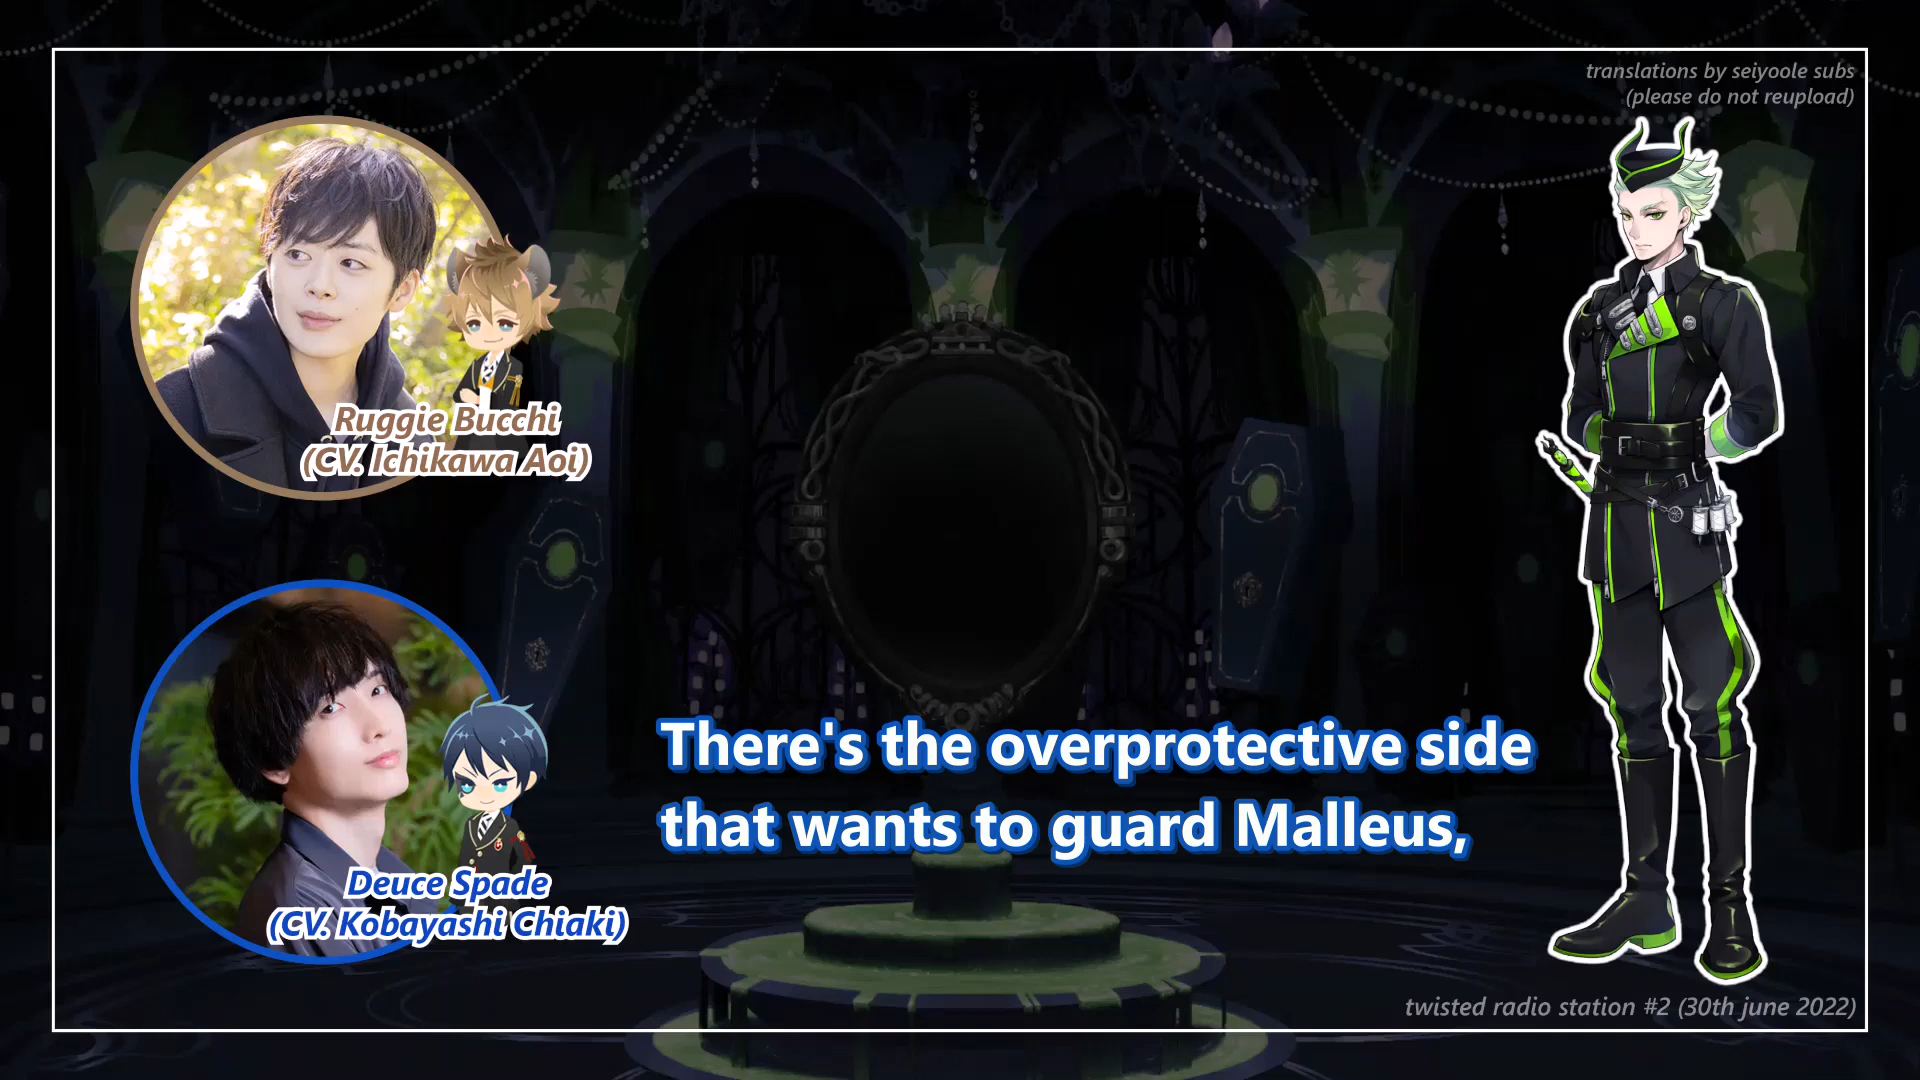 translations by seiyoole subs
(please do not reupload)
Ruggie Bucchi
(CV. Ichikawa Aoi)
There's the overprotective side
that wants to guard Malleus,
Deuce Spade
(CV. Kobayashi Chiaki)
twisted radio station #2 (30th june 2022)